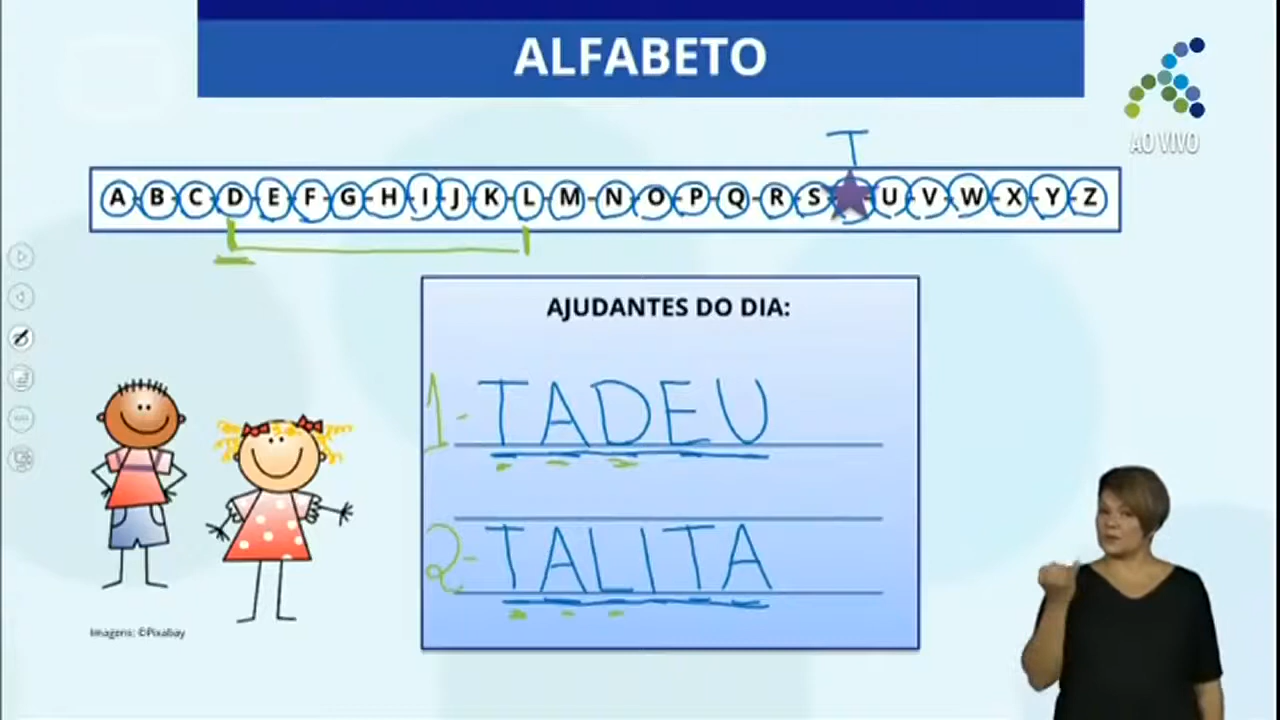 ALFABETO
AO VIVO
T
A-B-C-D-E-F-G-H-I-J-K-L-M-N-O-P-Q-R-S-★-U-V-W-X-Y-Z
AJUDANTES DO DIA:
1- TADEU
2- TALITA
Imagens: ©Pixabay